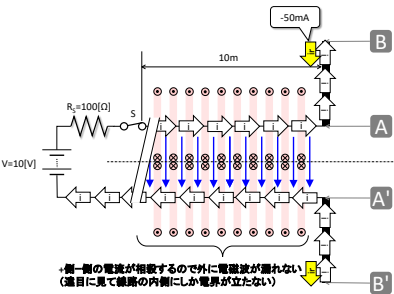 -50mA
B
10m
Rs=100[Ω]
S
i i i i i i
A
V=10[V]
i i i i i i i i i
A'
+側-側の電流が相殺するので外に電磁波が漏れない
(遠目に見て線路の内側にしか電界が立たない)
B'